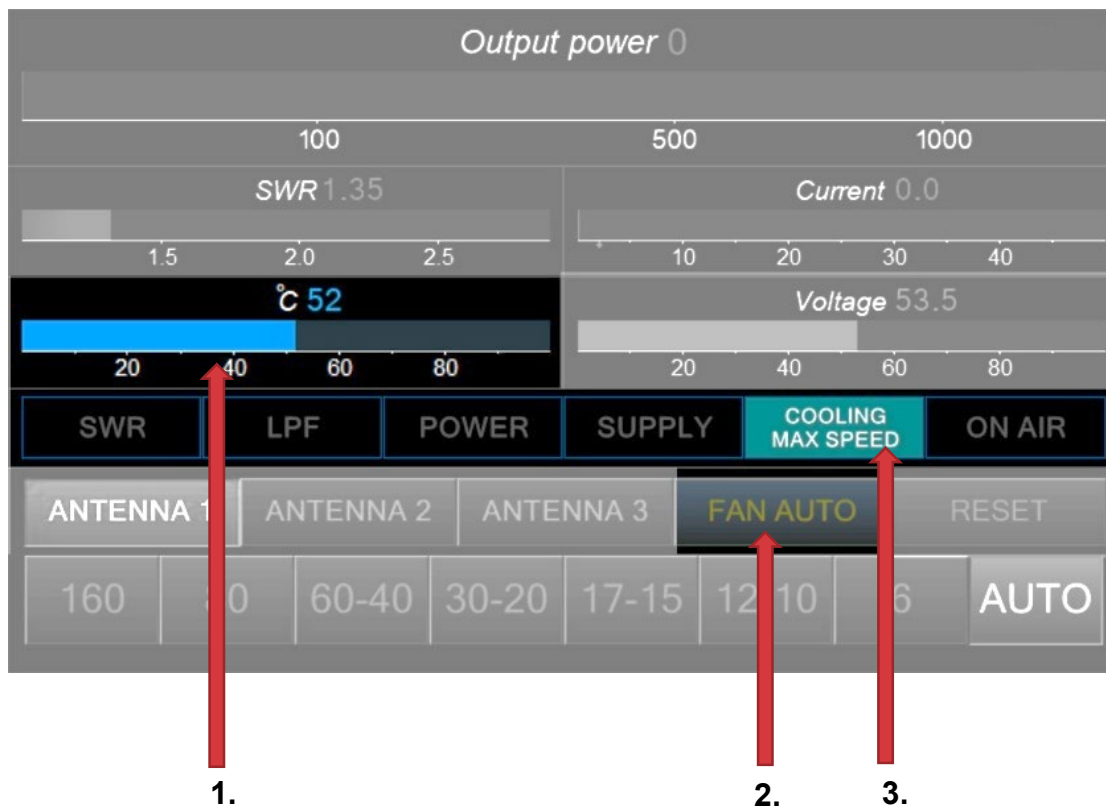 Output power 0
100 500 1000
SWR 1.35 Current 0.0
1.5 2.0 2.5 10 20 30 40
°C 52 Voltage 53.5
20 40 60 80 20 40 60 80
SWR LPF POWER SUPPLY COOLING MAX SPEED ON AIR
ANTENNA 1 ANTENNA 2 ANTENNA 3 FAN AUTO RESET
160 60-40 30-20 17-15 6 AUTO
1. 2. 3.